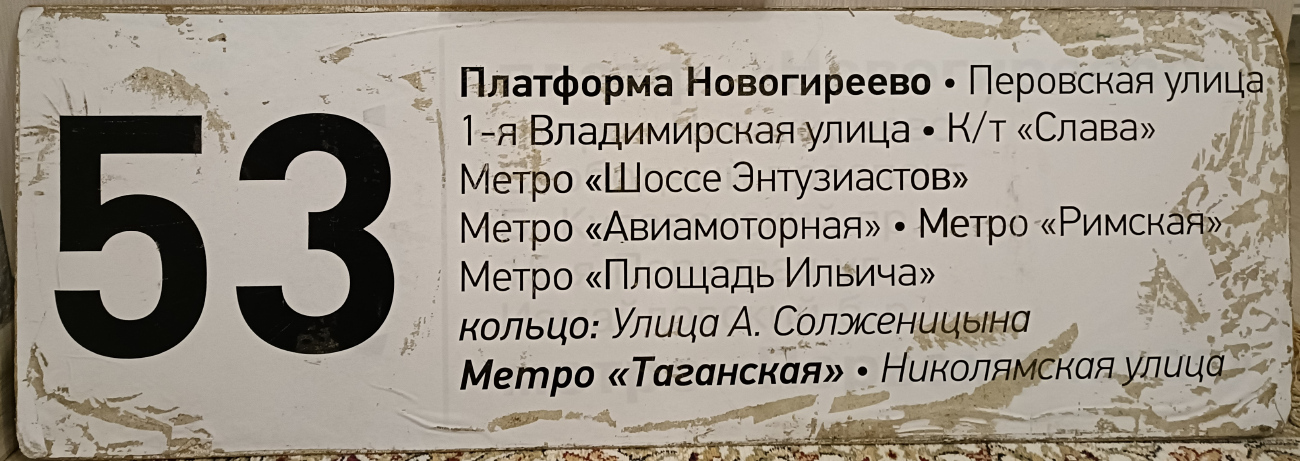 53
Платформа Новогиреево • Перовская улица
1-я Владимирская улица • К/т «Слава»
Метро «Шоссе Энтузиастов»
Метро «Авиамоторная» • Метро «Римская»
Метро «Площадь Ильича»
кольцо: Улица А. Солженицына
Метро «Таганская» • Николямская улица